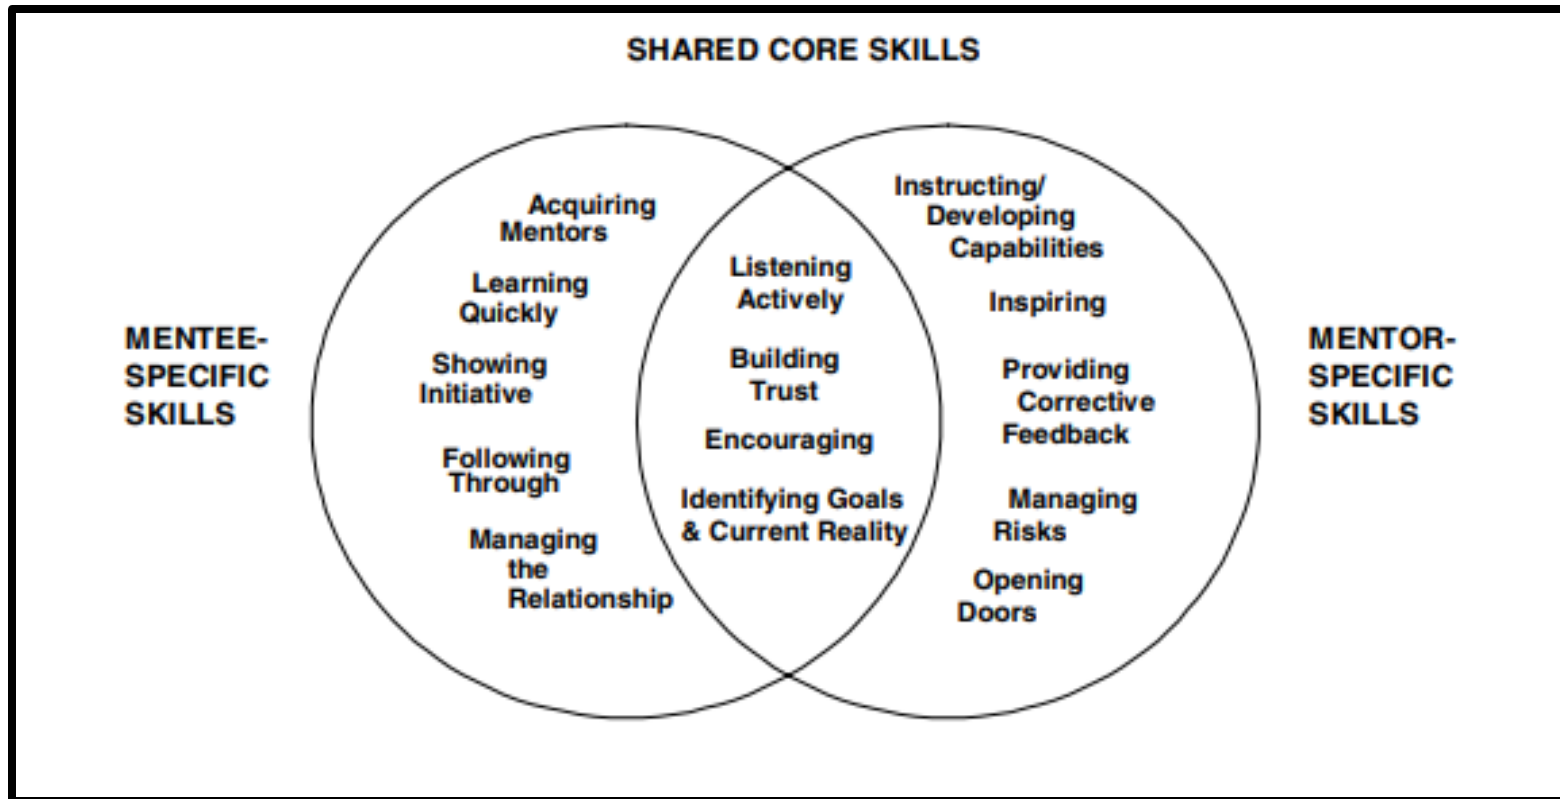 SHARED CORE SKILLS
MENTEE-
SPECIFIC
SKILLS
Acquiring
Mentors
Learning
Quickly
Showing
Initiative
Following
Through
Managing
the
Relationship
Listening
Actively
Building
Trust
Encouraging
Identifying Goals
& Current Reality
Instructing/
Developing
Capabilities
Inspiring
Providing
Corrective
Feedback
Managing
Risks
Opening
Doors
MENTOR-
SPECIFIC
SKILLS